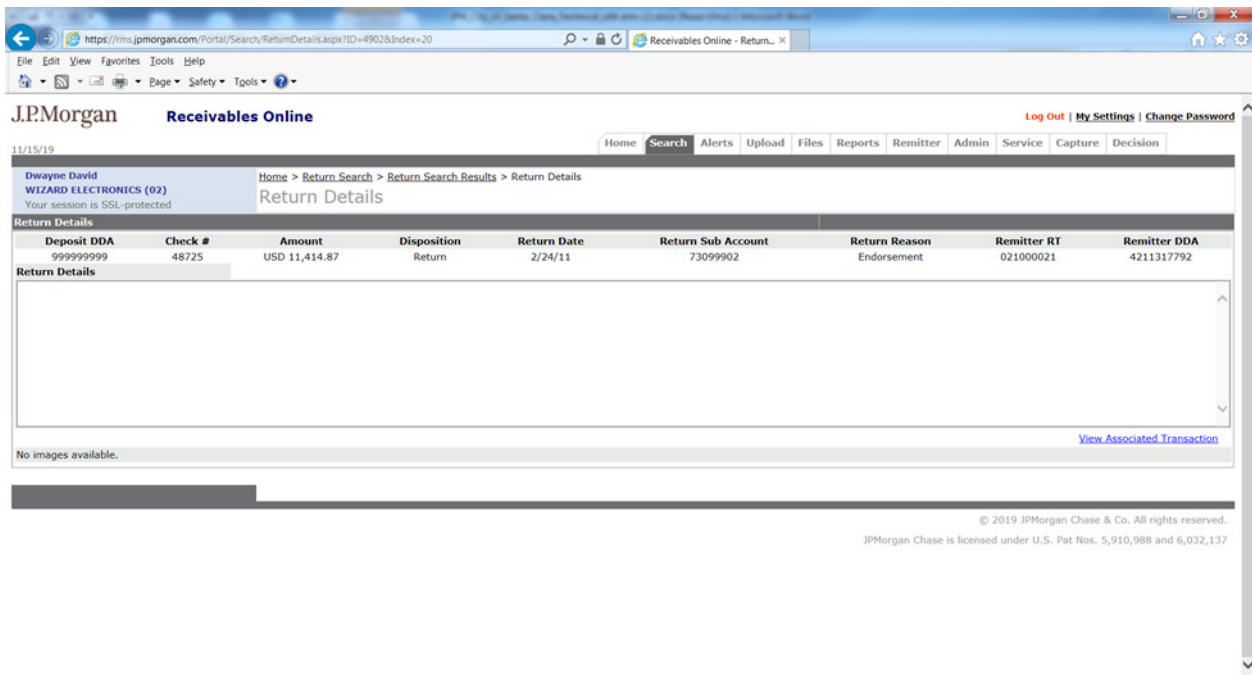 https://rms.jpmorgan.com/Portal/Search/ReturnDetails.aspx?ID=4902&Index=20
Receivables Online - Return...
File Edit View Favorites Tools Help
Page Safety Tools
J.P.Morgan Receivables Online
Log Out | My Settings | Change Password
11/15/19
Home Search Alerts Upload Files Reports Remitter Admin Service Capture Decision
Dwayne David
WIZARD ELECTRONICS (02)
Your session is SSL-protected
Home > Return Search > Return Search Results > Return Details
Return Details
Return Details
Deposit DDA Check # Amount Disposition Return Date Return Sub Account Return Reason Remitter RT Remitter DDA
999999999 48725 USD 11,414.87 Return 2/24/11 73099902 Endorsement 021000021 4211317792
Return Details
View Associated Transaction
No images available.
© 2019 JPMorgan Chase & Co. All rights reserved.
JPMorgan Chase is licensed under U.S. Pat Nos. 5,910,988 and 6,032,137